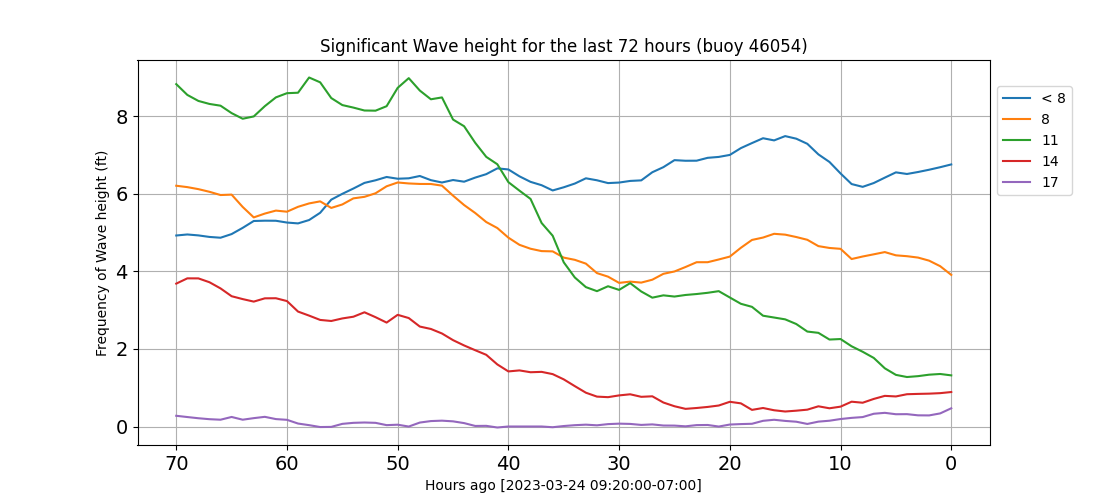 Significant Wave height for the last 72 hours (buoy 46054)
Frequency of Wave height (ft)
8
6
4
2
0
70 60 50 40 30 20 10 0
Hours ago [2023-03-24 09:20:00-07:00]
< 8
8
11
14
17